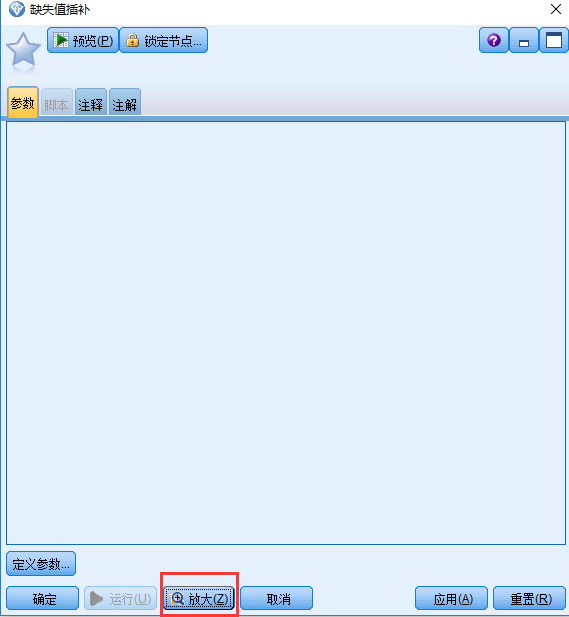 缺失值插补
预览(P) 锁定节点...
参数 脚本 注释 注解
定义参数...
确定 运行(U) 放大(Z) 取消 应用(A) 重置(R)